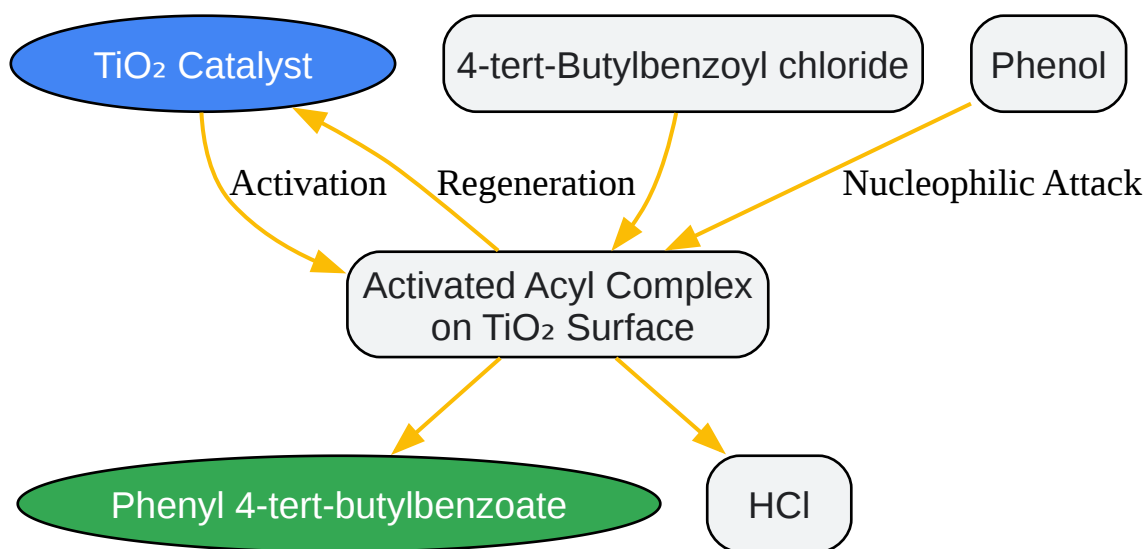 TiO₂ Catalyst
4-tert-Butylbenzoyl chloride
Phenol
Activation
Regeneration
Nucleophilic Attack
Activated Acyl Complex
on TiO₂ Surface
Phenyl 4-tert-butylbenzoate
HCl